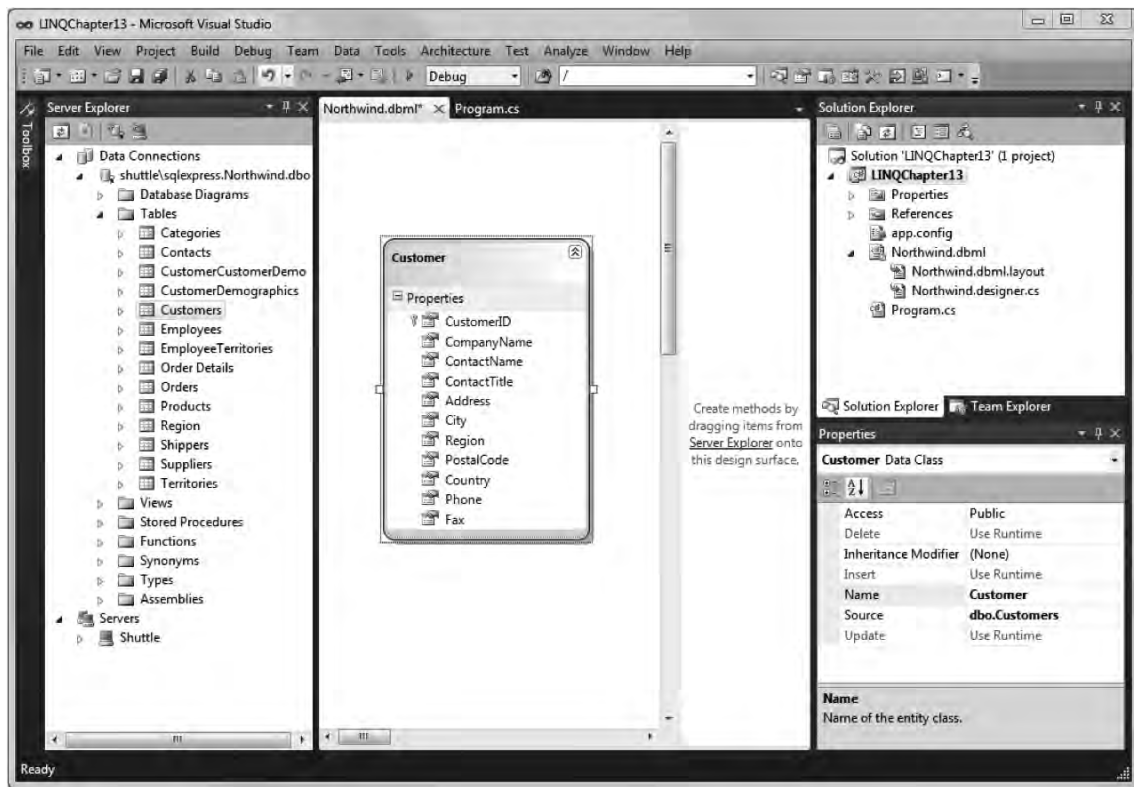 LINQChapter13 - Microsoft Visual Studio
File Edit View Project Build Debug Team Data Tools Architecture Test Analyze Window Help
Debug
/
Toolbox
Server Explorer
Data Connections
shuttle\sqlexpress.Northwind.dbo
Database Diagrams
Tables
Categories
Contacts
CustomerCustomerDemo
CustomerDemographics
Customers
Employees
EmployeeTerritories
Order Details
Orders
Products
Region
Shippers
Suppliers
Territories
Views
Stored Procedures
Functions
Synonyms
Types
Assemblies
Servers
Shuttle
Northwind.dbml* Program.cs
Customer
Properties
CustomerID
CompanyName
ContactName
ContactTitle
Address
City
Region
PostalCode
Country
Phone
Fax
Create methods by
dragging items from
Server Explorer onto
this design surface.
Solution Explorer
Solution 'LINQChapter13' (1 project)
LINQChapter13
Properties
References
app.config
Northwind.dbml
Northwind.dbml.layout
Northwind.designer.cs
Program.cs
Solution Explorer Team Explorer
Properties
Customer Data Class
Access Public
Delete Use Runtime
Inheritance Modifier (None)
Insert Use Runtime
Name Customer
Source dbo.Customers
Update Use Runtime
Name
Name of the entity class.
Ready